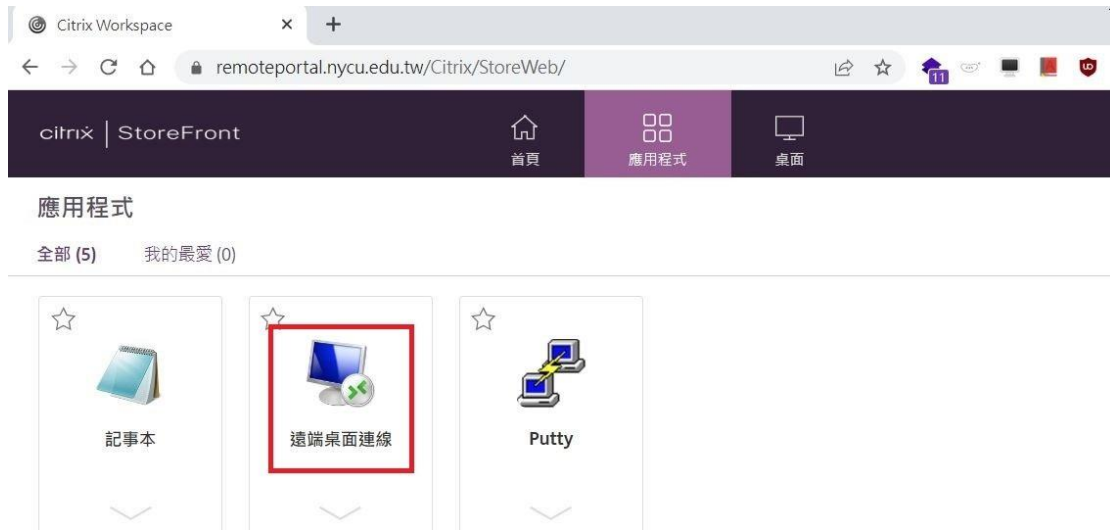 Citrix Workspace
remoteportal.nycu.edu.tw/Citrix/StoreWeb/
11
citrix | StoreFront
首頁
應用程式
桌面
應用程式
全部 (5) 我的最愛 (0)
記事本
遠端桌面連線
Putty